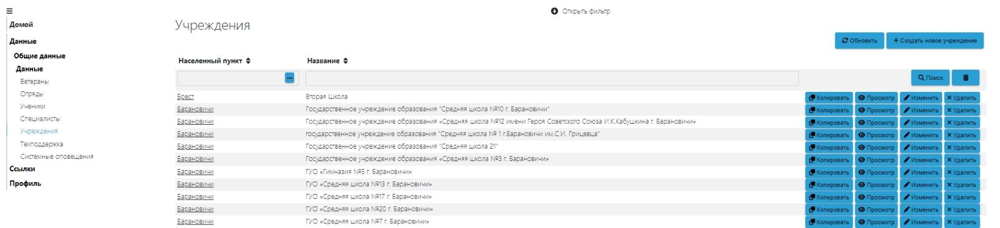 Открыть фильтр
Домой
Данные
Общие данные
Данные
Ветераны
Отряды
Ученики
Специалисты
Учреждения
Техподдержка
Системные оповещения
Ссылки
Профиль
Учреждения
Обновить + Создать новое учреждение
Населенный пункт Название
... Поиск
Брест Вторая Школа Копировать Просмотр Изменить × Удалить
Барановичи Государственное учреждение образования "Средняя школа №10 г. Барановичи" Копировать Просмотр Изменить × Удалить
Барановичи Государственное учреждение образования «Средняя школа №12 имени Героя Советского Союза И.К.Кабушкина г. Барановичи» Копировать Просмотр Изменить × Удалить
Барановичи государственное учреждение образования "Средняя школа № 1 г.Барановичи им.С.И. Грицевца" Копировать Просмотр Изменить × Удалить
Барановичи Государственное учреждение образования "Средняя школа 21" Копировать Просмотр Изменить × Удалить
Барановичи Государственное учреждение образования «Средняя школа №3 г. Барановичи» Копировать Просмотр Изменить × Удалить
Барановичи ГУО «Гимназия №5 г. Барановичи» Копировать Просмотр Изменить × Удалить
Барановичи ГУО «Средняя школа №13 г. Барановичи» Копировать Просмотр Изменить × Удалить
Барановичи ГУО «Средняя школа №17 г. Барановичи» Копировать Просмотр Изменить × Удалить
Барановичи ГУО «Средняя школа №20 г. Барановичи» Копировать Просмотр Изменить × Удалить
Барановичи ГУО «Средняя школа №7 г. Барановичи» Копировать Просмотр Изменить × Удалить